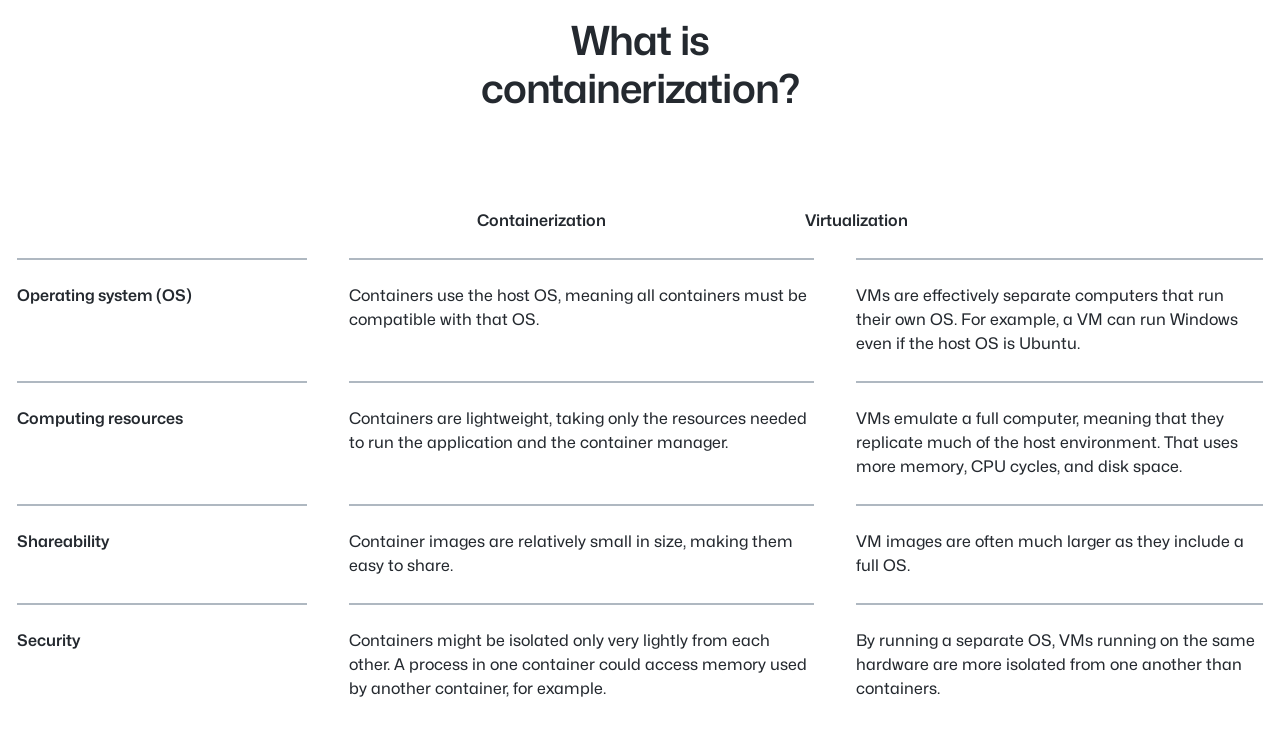 What is
containerization?
Containerization
Virtualization
Operating system (OS)
Containers use the host OS, meaning all containers must be
compatible with that OS.
VMs are effectively separate computers that run
their own OS. For example, a VM can run Windows
even if the host OS is Ubuntu.
Computing resources
Containers are lightweight, taking only the resources needed
to run the application and the container manager.
VMs emulate a full computer, meaning that they
replicate much of the host environment. That uses
more memory, CPU cycles, and disk space.
Shareability
Container images are relatively small in size, making them
easy to share.
VM images are often much larger as they include a
full OS.
Security
Containers might be isolated only very lightly from each
other. A process in one container could access memory used
by another container, for example.
By running a separate OS, VMs running on the same
hardware are more isolated from one another than
containers.